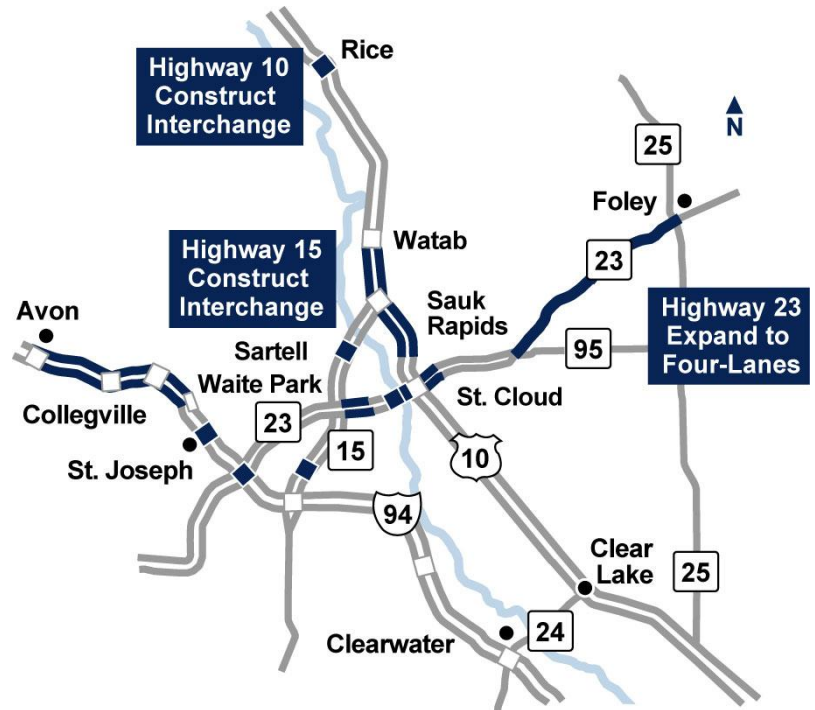 Rice
Highway 10
Construct
Interchange
N
25
Foley
Watab
Highway 15
Construct
Interchange
23
Sauk
Rapids
Highway 23
Expand to
Four-Lanes
Avon
Sartell
95
Waite Park
St. Cloud
Collegville
23
15
10
St. Joseph
94
Clear
Lake
25
24
Clearwater